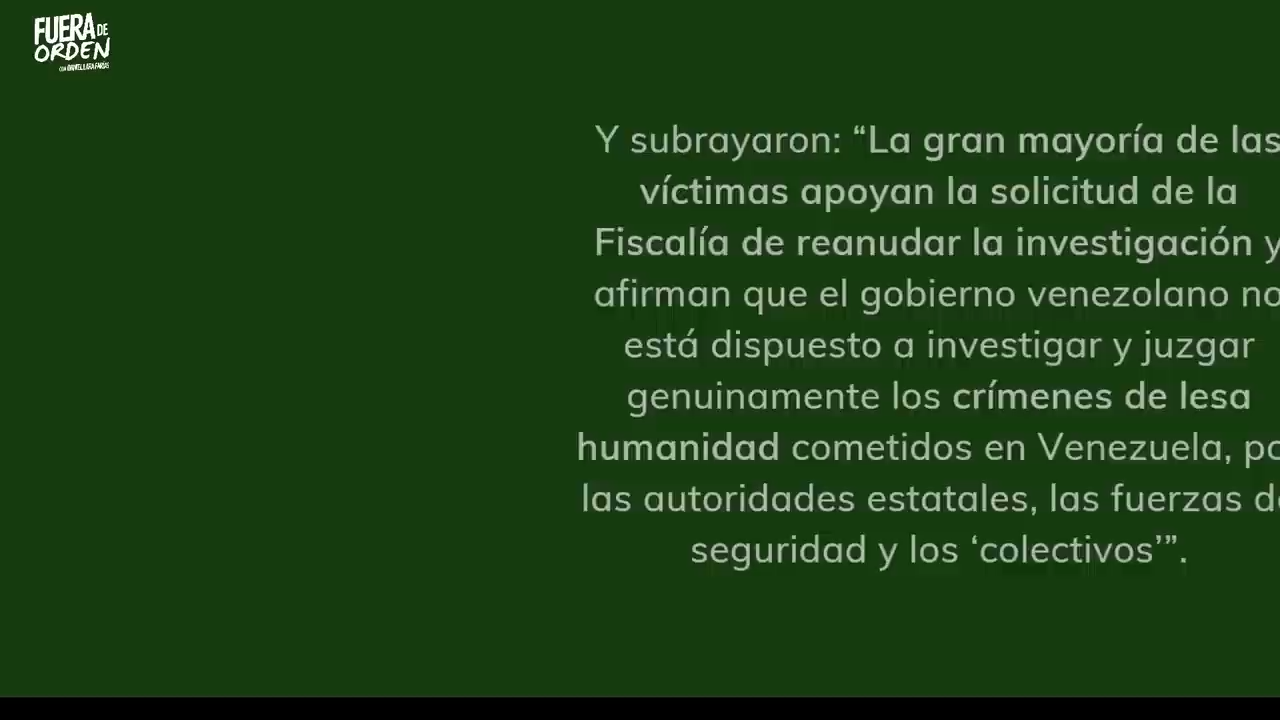 FUERA DE
ORDEN
Y subrayaron: “La gran mayoría de las
víctimas apoyan la solicitud de la
Fiscalía de reanudar la investigación y
afirman que el gobierno venezolano no
está dispuesto a investigar y juzgar
genuinamente los crímenes de lesa
humanidad cometidos en Venezuela,
las autoridades estatales, las fuerzas
seguridad y los ‘colectivos’”.